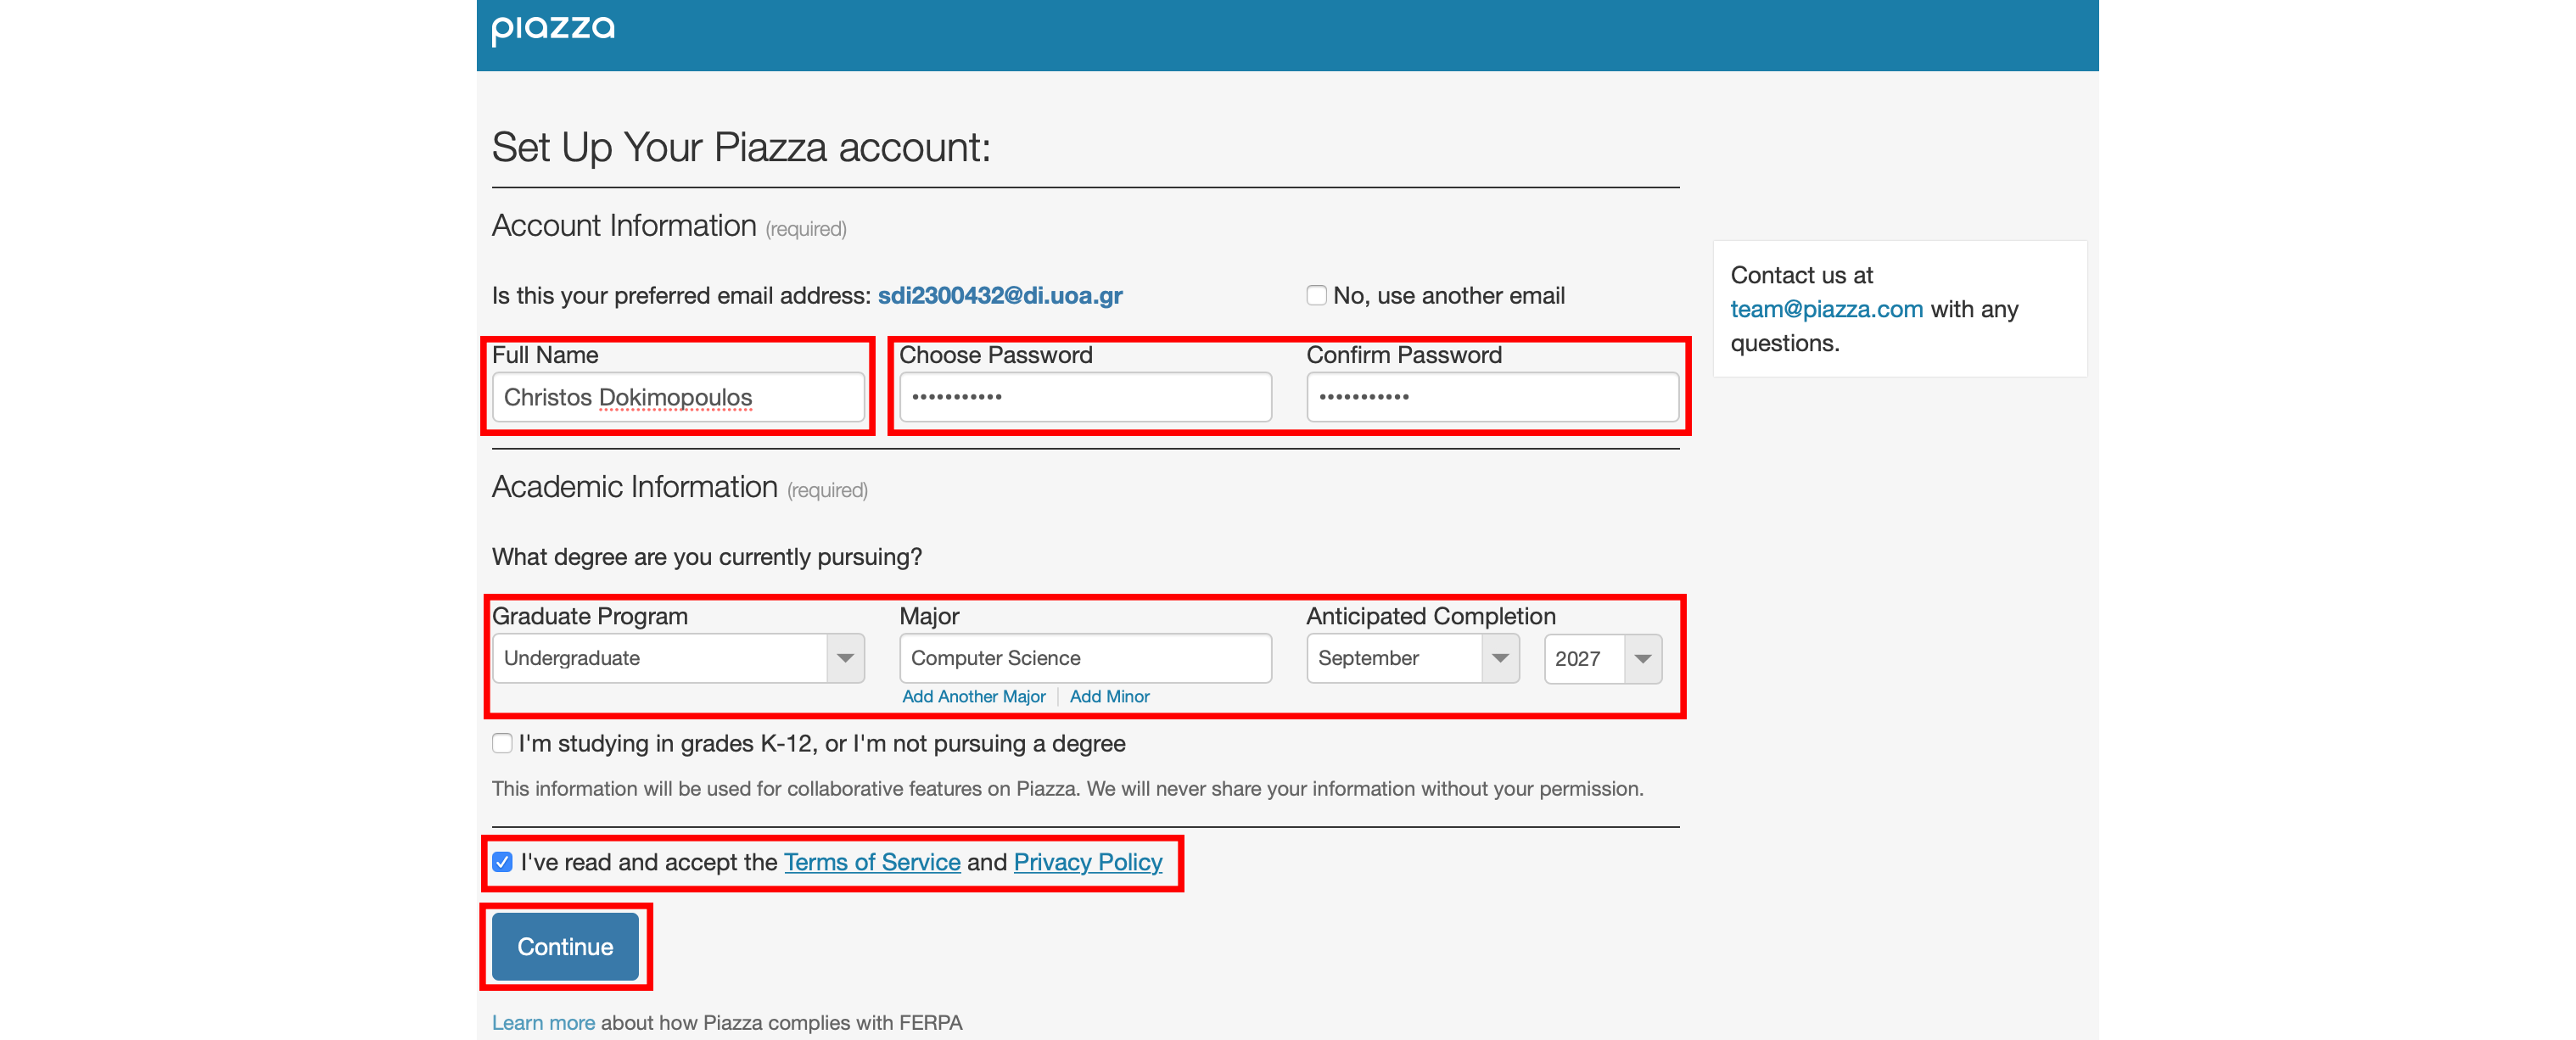 piazza
Set Up Your Piazza account:
Account Information (required)
Is this your preferred email address: sdi2300432@di.uoa.gr
No, use another email
Contact us at
team@piazza.com with any
questions.
Full Name
Choose Password
Confirm Password
Christos Dokimopoulos
•••••••••••
•••••••••••
Academic Information (required)
What degree are you currently pursuing?
Graduate Program
Major
Anticipated Completion
Undergraduate
Computer Science
September
2027
Add Another Major | Add Minor
I'm studying in grades K-12, or I'm not pursuing a degree
This information will be used for collaborative features on Piazza. We will never share your information without your permission.
I've read and accept the Terms of Service and Privacy Policy
Continue
Learn more about how Piazza complies with FERPA